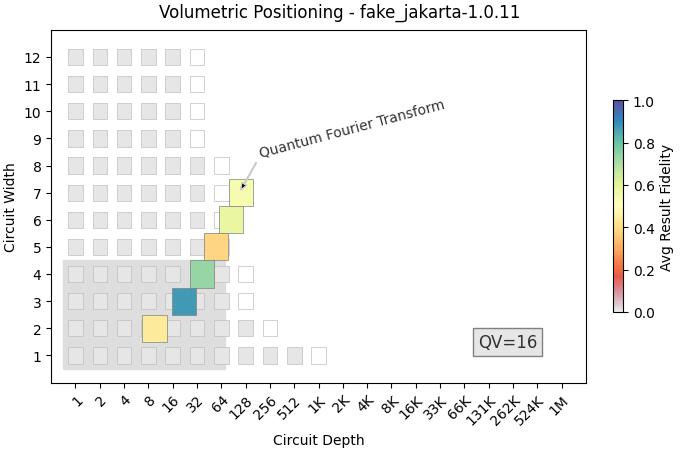 Volumetric Positioning - fake_jakarta-1.0.11
Circuit Width
12
11
10
9
8
7
6
5
4
3
2
1
Quantum Fourier Transform
QV=16
1 2 4 8 16 32 64 128 256 512 1K 2K 4K 8K 16K 33K 66K 131K 262K 524K 1M
Circuit Depth
1.0
0.8
0.6
0.4
0.2
0.0
Avg Result Fidelity